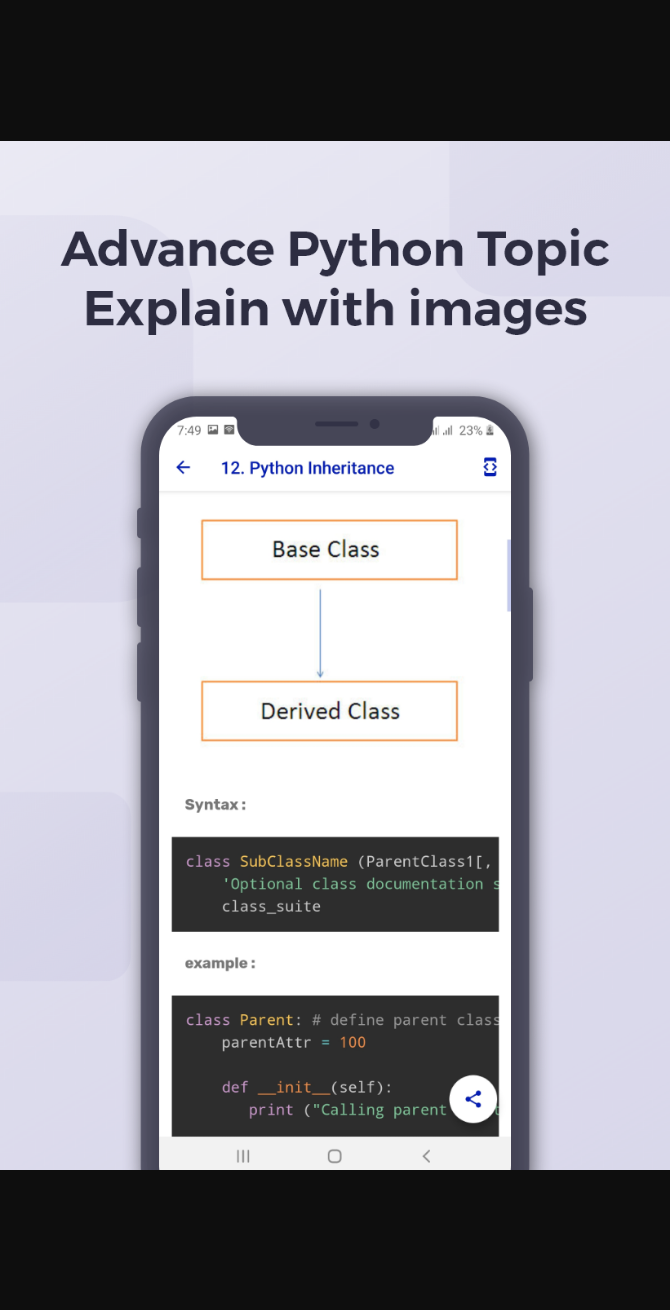 Advance Python Topic
Explain with images
7:49
23%
12. Python Inheritance
Base Class
Derived Class
Syntax :
class SubClassName (ParentClass1[,
'Optional class documentation s
class_suite
example :
class Parent: # define parent class
parentAttr = 100
def __init__(self):
print ("Calling parent